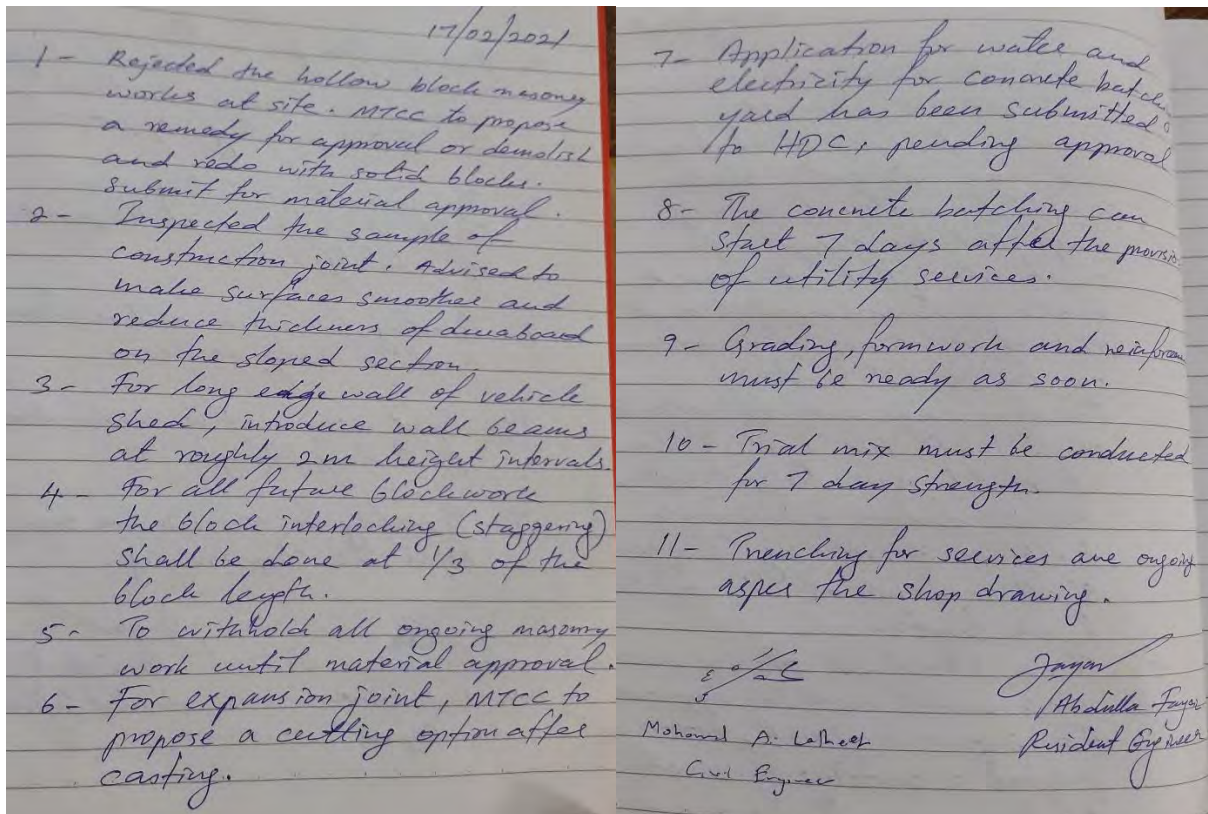 17/02/2021
1- Rejected the hollow block masonry
works at site. MTCC to propose
a remedy for approval or demolish
and redo with solid blocks.
Submit for material approval.
2- Inspected the sample of
construction joint. Advised to
make surfaces smoother and
reduce thickness of densaboard
on the sloped section.
3- For long edge wall of vehicle
shed, introduce wall beams
at roughly 2m height intervals.
4- For all future blockwork
the block interlocking (staggering)
shall be done at 1/3 of the
block length.
5- To withhold all ongoing masonry
work until material approval.
6- For expansion joint, MTCC to
propose a cutting option after
casting.
7- Application for water and
electricity for concrete batching
yard has been submitted
to HDC, pending approval
8- The concrete batching can
start 7 days after the provision
of utility services.
9- Grading, formwork and reinforcem
must be ready as soon.
10- Trial mix must be conducted
for 7 day strength.
11- Trenching for services are ongoing
as per the shop drawing.
Mohamed A. Latheef
Civil Engineer
Abdulla Fayaz
Resident Engineer